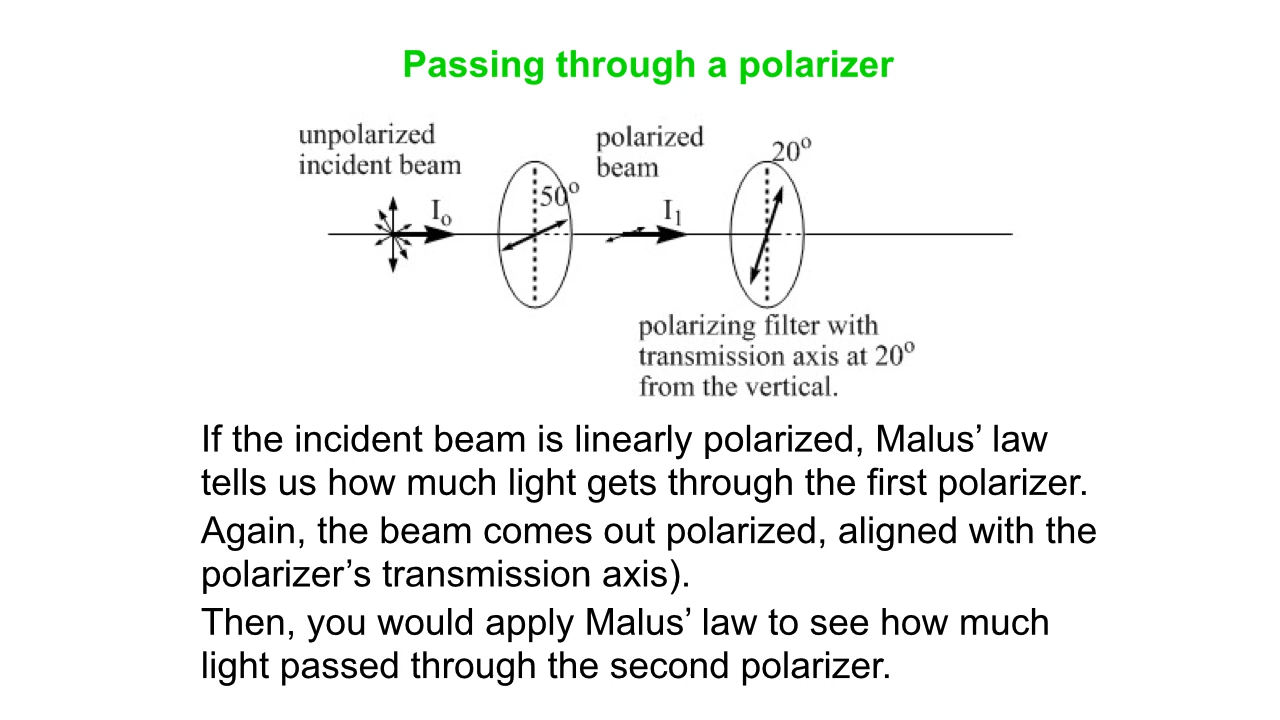 Passing through a polarizer
unpolarized
incident beam
I₀
50⁰
polarized
beam
I₁
20⁰
polarizing filter with
transmission axis at 20⁰
from the vertical.
If the incident beam is linearly polarized, Malus’ law
tells us how much light gets through the first polarizer.
Again, the beam comes out polarized, aligned with the
polarizer’s transmission axis).
Then, you would apply Malus’ law to see how much
light passed through the second polarizer.